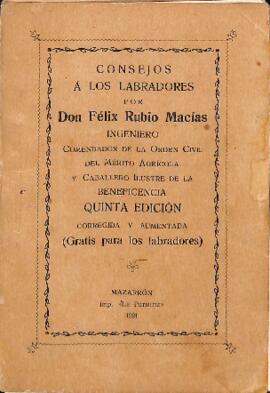 CONSEJOS
Á LOS LABRADORES
POR
Don Félix Rubio Macías
INGENIERO
COMENDADOR DE LA ORDEN CIVIL
DEL MÉRITO AGRÍCOLA
Y CABALLERO ILUSTRE DE LA
BENEFICENCIA
QUINTA EDICIÓN
CORREGIDA Y AUMENTADA
(Gratis para los labradores)
MAZARRÓN
Imp.